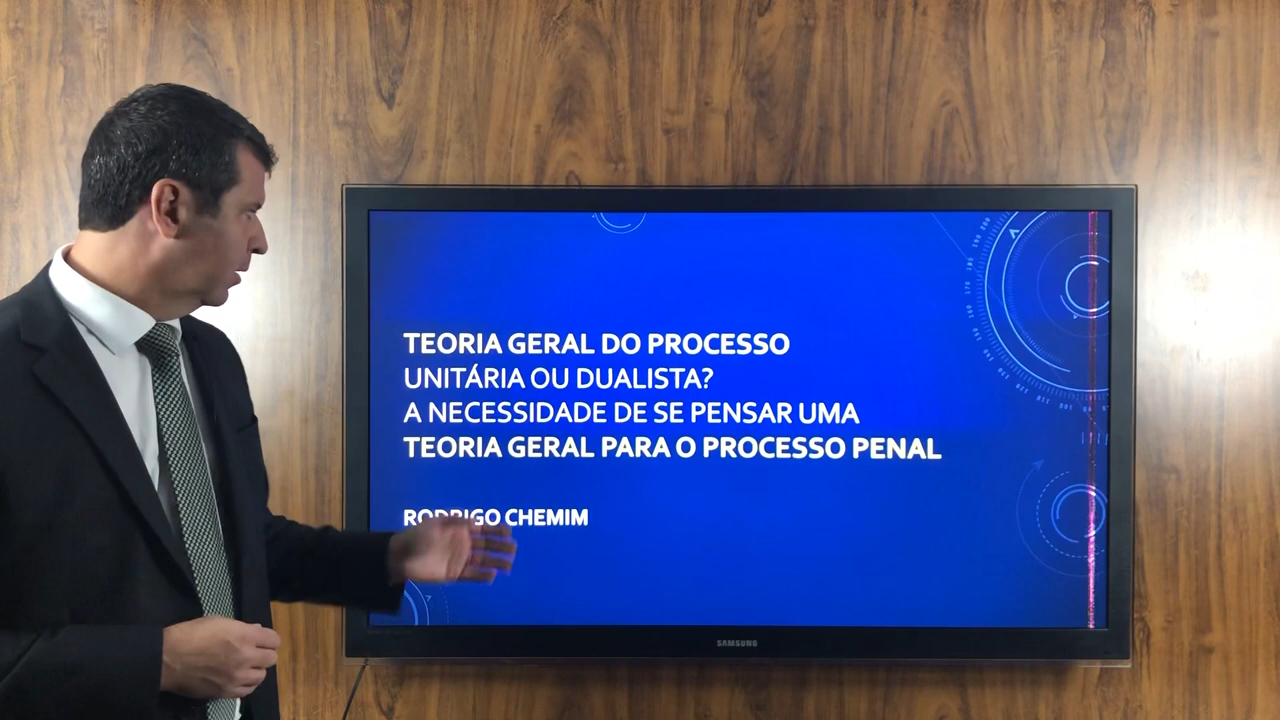 TEORIA GERAL DO PROCESSO
UNITÁRIA OU DUALISTA?
A NECESSIDADE DE SE PENSAR UMA
TEORIA GERAL PARA O PROCESSO PENAL
RODRIGO CHEMIM
SAMSUNG